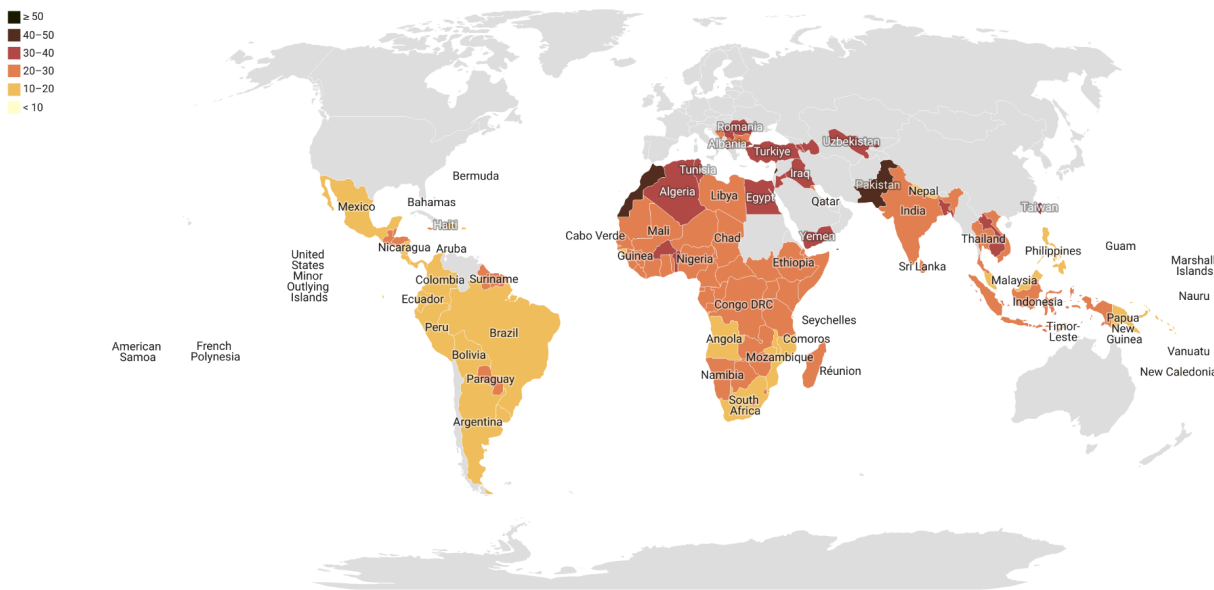 ≥ 50
40–50
30–40
20–30
10–20
< 10
Romania
Albania
Turkiye
Uzbekistan
Tunisia
Algeria
Libya
Egypt
Iraq
Pakistan
Nepal
India
Qatar
Taiwan
Bermuda
Bahamas
Mexico
Haiti
Nicaragua
Aruba
Cabo Verde
Mali
Chad
Yemen
Guinea
Nigeria
Ethiopia
Thailand
Philippines
Guam
Sri Lanka
United
States
Minor
Outlying
Islands
Colombia
Suriname
Ecuador
Malaysia
Indonesia
Marshall
Islands
Nauru
Congo DRC
Seychelles
Peru
Brazil
Papua
New
Guinea
Timor-
Leste
Angola
Comoros
American
Samoa
French
Polynesia
Bolivia
Mozambique
Vanuatu
Paraguay
Namibia
Réunion
New Caledonia
South
Africa
Argentina